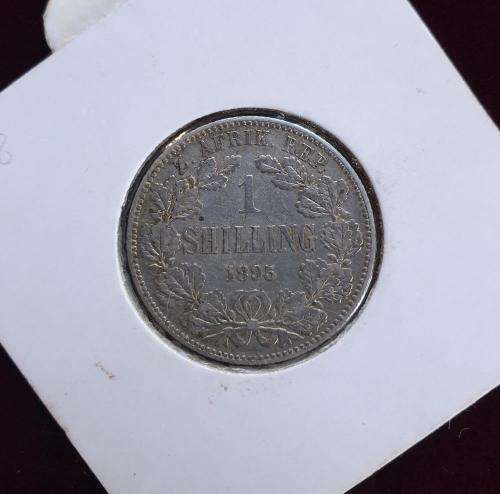 Z. AFRIK. REP.
1
SHILLING
1895